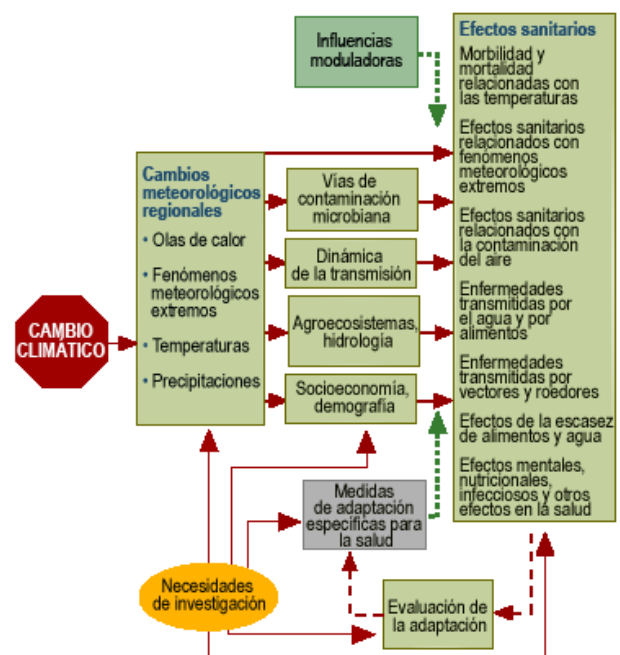 Influencias
moduladoras
Efectos sanitarios
Morbilidad y
mortalidad
relacionadas con
las temperaturas
Efectos sanitarios
relacionados con
fenómenos
meteorológicos
extremos
Efectos sanitarios
relacionados con
la contaminación
del aire
Enfermedades
transmitidas por
el agua y por
alimentos
Enfermedades
transmitidas por
vectores y roedores
Efectos de la escasez
de alimentos y agua
Efectos mentales,
nutricionales,
infecciosos y otros
efectos en la salud
Cambios
meteorológicos
regionales
• Olas de calor
• Fenómenos
meteorológicos
extremos
• Temperaturas
• Precipitaciones
Vías de
contaminación
microbiana
Dinámica
de la transmisión
Agroecosistemas,
hidrología
Socioeconomía,
demografía
CAMBIO
CLIMÁTICO
Medidas
de adaptación
específicas para
la salud
Necesidades
de investigación
Evaluación de
la adaptación